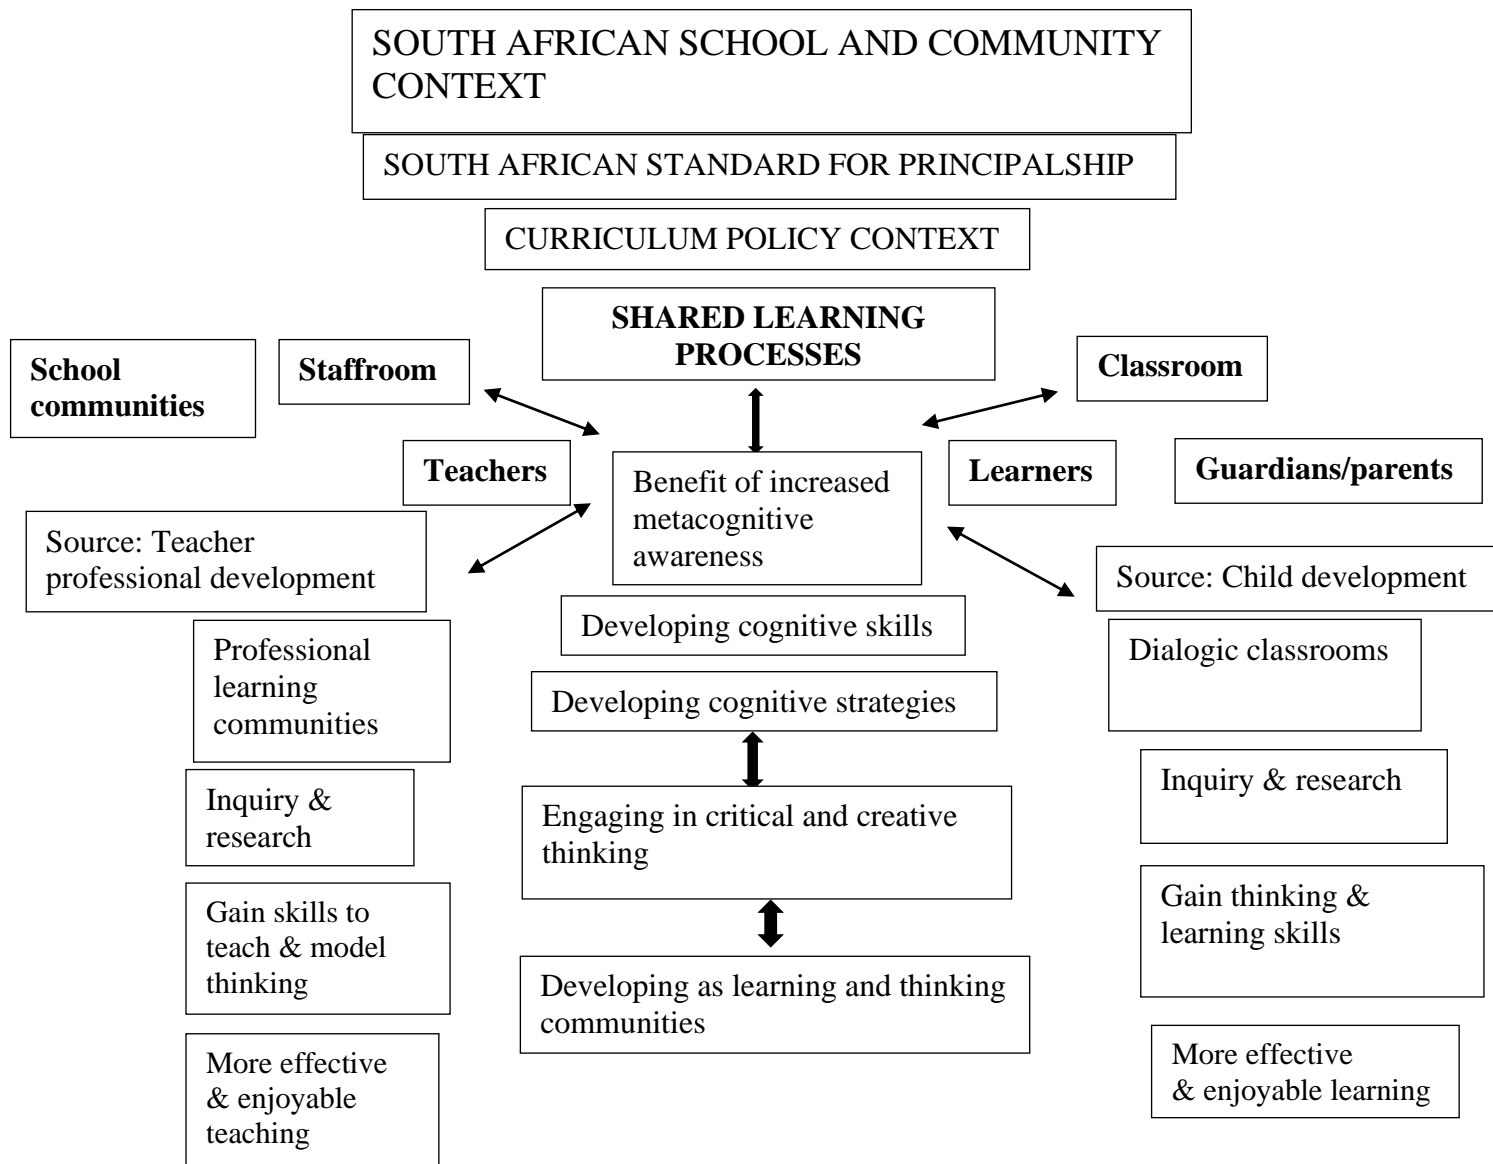 SOUTH AFRICAN SCHOOL AND COMMUNITY
CONTEXT
SOUTH AFRICAN STANDARD FOR PRINCIPALSHIP
CURRICULUM POLICY CONTEXT
SHARED LEARNING
PROCESSES
School
communities
Staffroom
Classroom
Teachers
Benefit of increased
metacognitive
awareness
Learners
Guardians/parents
Source: Teacher
professional development
Source: Child development
Developing cognitive skills
Professional
learning
communities
Dialogic classrooms
Developing cognitive strategies
Inquiry &
research
Engaging in critical and creative
thinking
Inquiry & research
Gain skills to
teach & model
thinking
Gain thinking &
learning skills
Developing as learning and thinking
communities
More effective
& enjoyable
teaching
More effective
& enjoyable learning